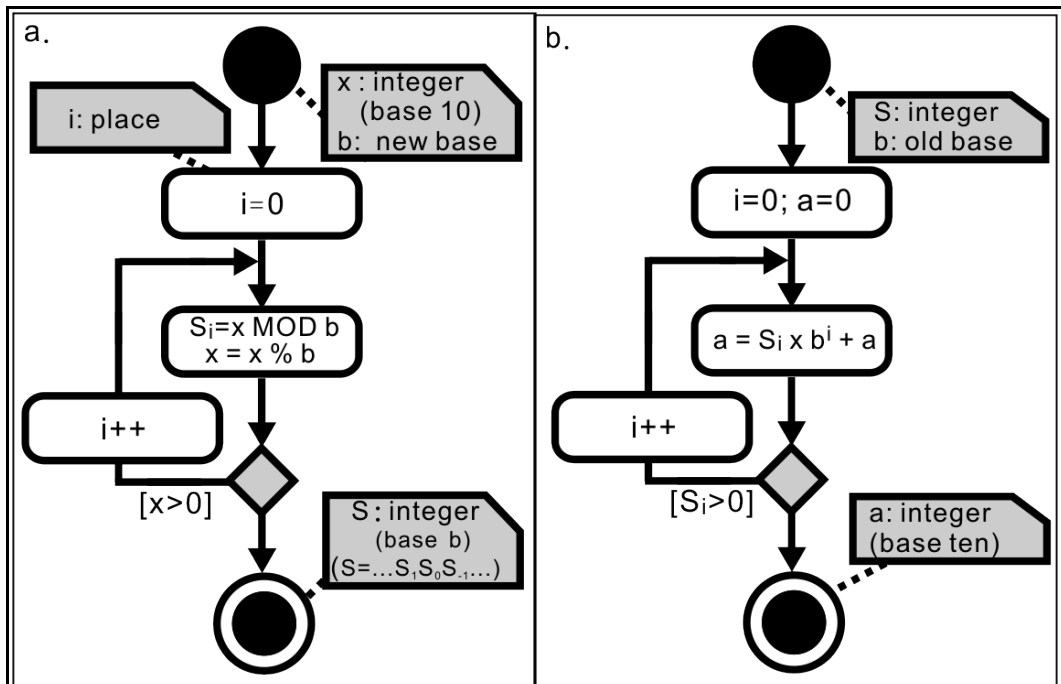 a.
x : integer
(base 10)
b: new base
i: place
i=0
Si=x MOD b
x = x % b
i++
[x>0]
S: integer
(base b)
(S=...S₁S₀S₋₁...)
b.
S: integer
b: old base
i=0; a=0
a = Si x bⁱ + a
i++
[Si>0]
a: integer
(base ten)